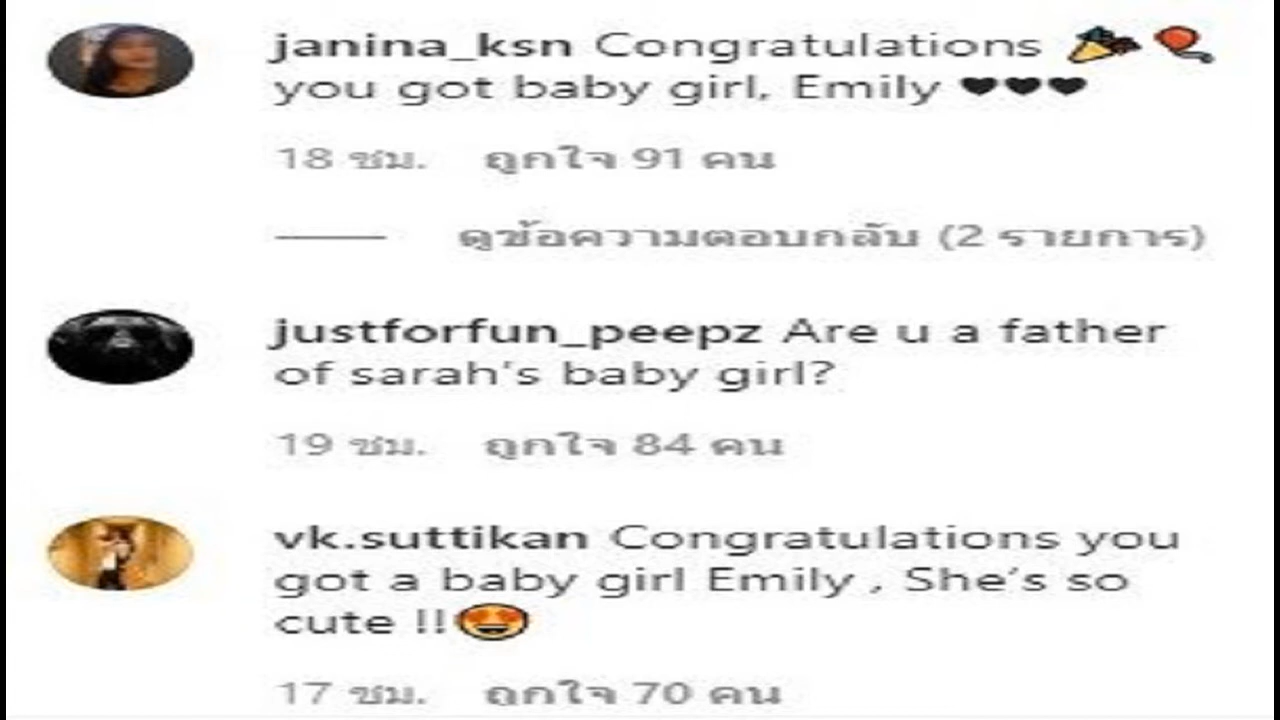 janina_ksn Congratulations 🎉🎈
you got baby girl, Emily 🖤🖤🖤
18 ชม. ถูกใจ 91 คน
ดูข้อความตอบกลับ (2 รายการ)
justforfun_peepz Are u a father
of sarah's baby girl?
19 ชม. ถูกใจ 84 คน
vk.suttikan Congratulations you
got a baby girl Emily , She's so
cute !!😍
17 ชม. ถูกใจ 70 คน